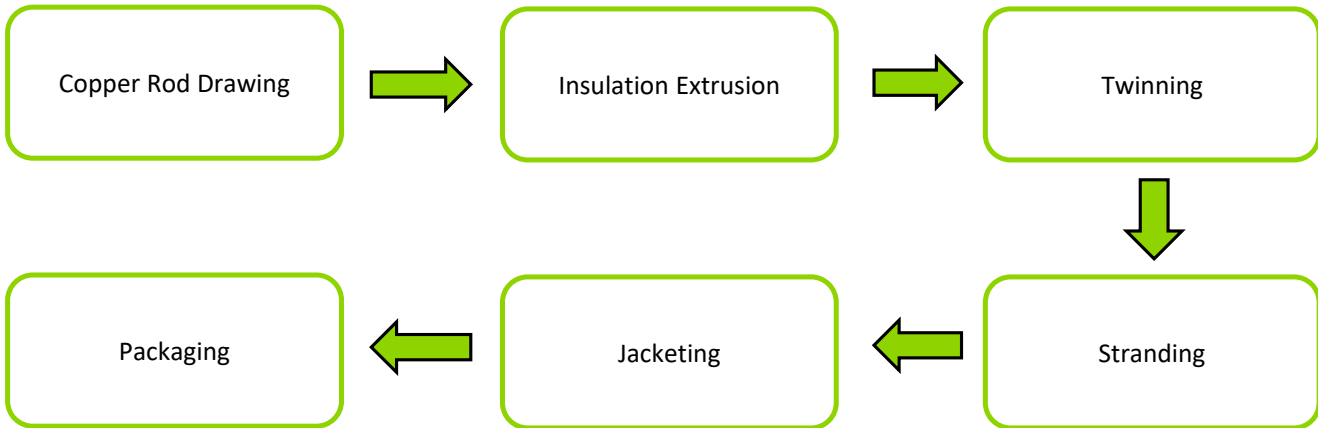 Copper Rod Drawing
Insulation Extrusion
Twinning
Stranding
Jacketing
Packaging